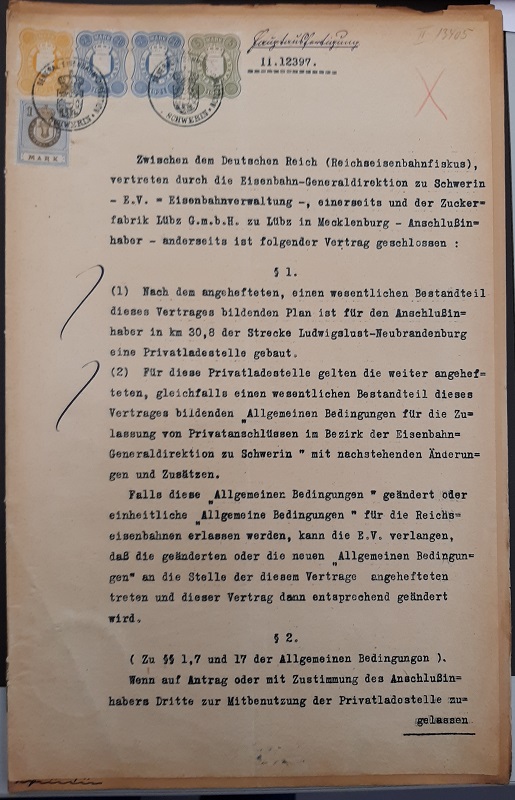 Hauptausfertigung
II 13405
11.12397.
SCHWERIN
SCHWERIN
MARK
Zwischen dem Deutschen Reich (Reichseisenbahnfiskus),
vertreten durch die Eisenbahn-Generaldirektion zu Schwerin
- E.V. = Eisenbahnverwaltung -, einerseits und der Zucker=
fabrik Lübz G.m.b.H. zu Lübz in Mecklenburg - Anschlußin=
haber - anderseits ist folgender Vertrag geschlossen :
§ 1.
(1) Nach dem angehefteten, einen wesentlichen Bestandteil
dieses Vertrages bildenden Plan ist für den Anschlußin=
haber in km 30,8 der Strecke Ludwigslust-Neubrandenburg
eine Privatladestelle gebaut.
(2) Für diese Privatladestelle gelten die weiter angehef=
teten, gleichfalls einen wesentlichen Bestandteil dieses
Vertrages bildenden „Allgemeinen Bedingungen für die Zu=
lassung von Privatanschlüssen im Bezirk der Eisenbahn=
Generaldirektion zu Schwerin " mit nachstehenden Änderun=
gen und Zusätzen.
Falls diese „Allgemeinen Bedingungen " geändert oder
einheitliche „Allgemeine Bedingungen " für die Reichs=
eisenbahnen erlassen werden, kann die E.V. verlangen,
daß die geänderten oder die neuen „Allgemeinen Bedingun=
gen" an die Stelle der diesem Vertrage angehefteten
treten und dieser Vertrag dann entsprechend geändert
wird.
§ 2.
( Zu §§ 1,7 und 17 der Allgemeinen Bedingungen ).
Wenn auf Antrag oder mit Zustimmung des Anschlußin=
habers Dritte zur Mitbenutzung der Privatladestelle zu=
gelassen